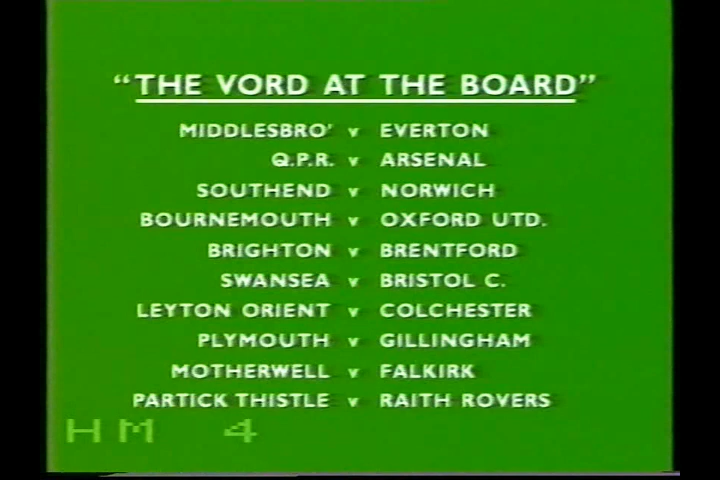 "THE VORD AT THE BOARD"
MIDDLESBRO' v EVERTON
Q.P.R. v ARSENAL
SOUTHEND v NORWICH
BOURNEMOUTH v OXFORD UTD.
BRIGHTON v BRENTFORD
SWANSEA v BRISTOL C.
LEYTON ORIENT v COLCHESTER
PLYMOUTH v GILLINGHAM
MOTHERWELL v FALKIRK
PARTICK THISTLE v RAITH ROVERS
HM 4